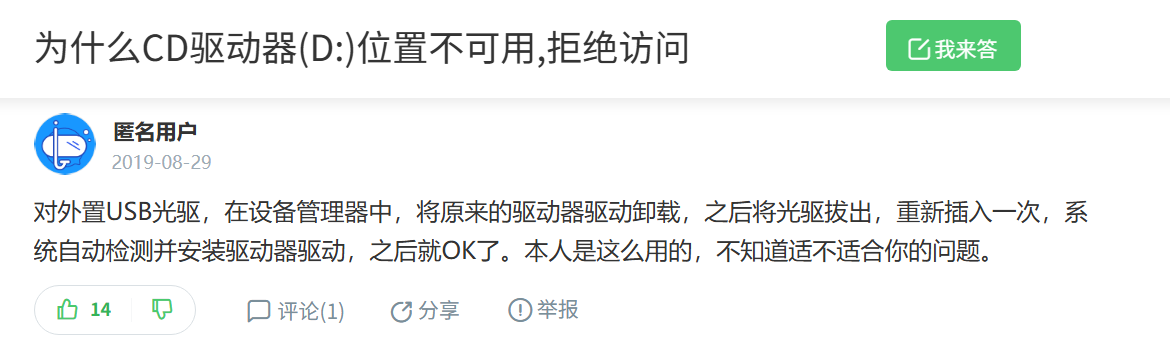 为什么CD驱动器(D:)位置不可用,拒绝访问
我来答
匿名用户
2019-08-29
对外置USB光驱，在设备管理器中，将原来的驱动器驱动卸载，之后将光驱拔出，重新插入一次，系
统自动检测并安装驱动器驱动，之后就OK了。本人是这么用的，不知道适不适合你的问题。
14 评论(1) 分享 举报